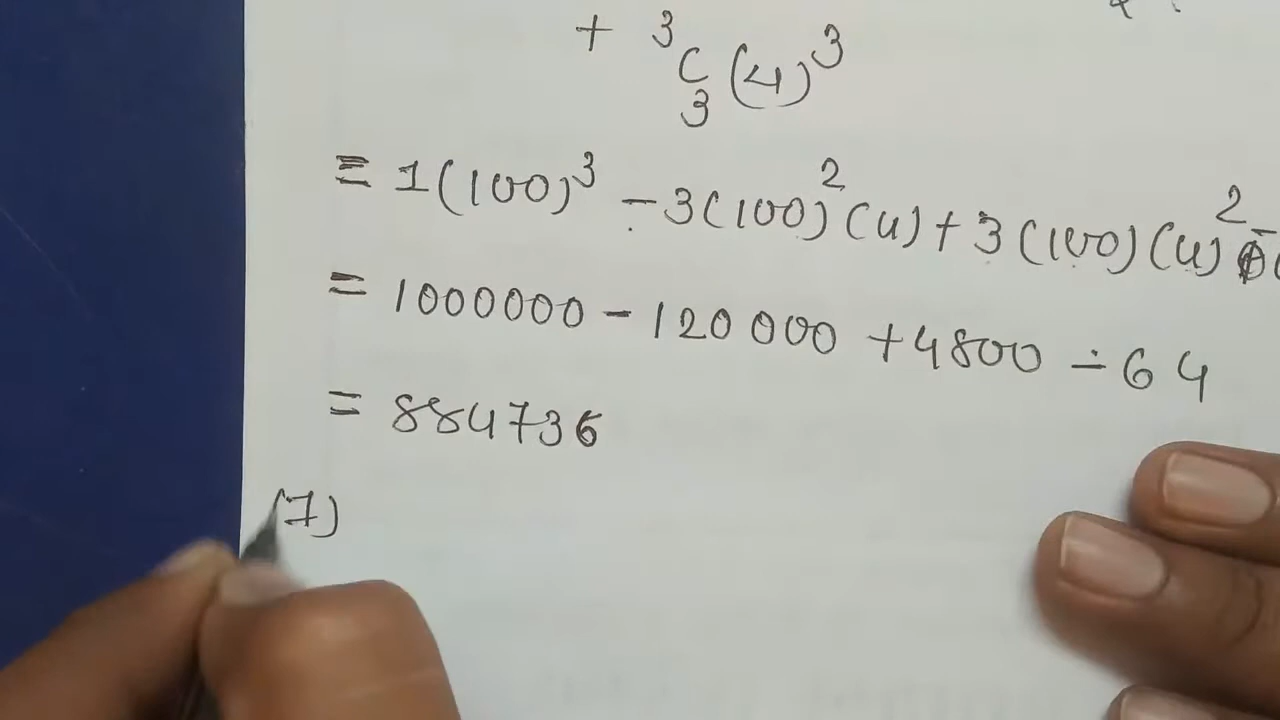 + ³C₃ (4)³
= 1(100)³ - 3(100)²(4) + 3(100)(4)² -
= 1000000 - 120000 + 4800 - 64
= 884736
(7)